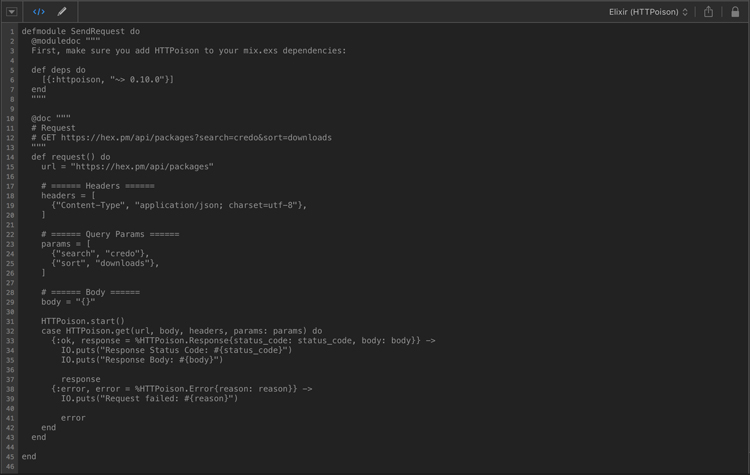 </> Elixir (HTTPoison)
1 defmodule SendRequest do
2 @moduledoc """
3 First, make sure you add HTTPoison to your mix.exs dependencies:
4
5 def deps do
6 [{:httpoison, "~> 0.10.0"}]
7 end
8 """
9
10 @doc """
11 # Request
12 # GET https://hex.pm/api/packages?search=credo&sort=downloads
13 """
14 def request() do
15 url = "https://hex.pm/api/packages"
16
17 # ====== Headers ======
18 headers = [
19 {"Content-Type", "application/json; charset=utf-8"},
20 ]
21
22 # ====== Query Params ======
23 params = [
24 {"search", "credo"},
25 {"sort", "downloads"},
26 ]
27
28 # ====== Body ======
29 body = "{}"
30
31 HTTPoison.start()
32 case HTTPoison.get(url, body, headers, params: params) do
33 {:ok, response = %HTTPoison.Response{status_code: status_code, body: body}} ->
34 IO.puts("Response Status Code: #{status_code}")
35 IO.puts("Response Body: #{body}")
36
37 response
38 {:error, error = %HTTPoison.Error{reason: reason}} ->
39 IO.puts("Request failed: #{reason}")
40
41 error
42 end
43 end
44
45 end
46